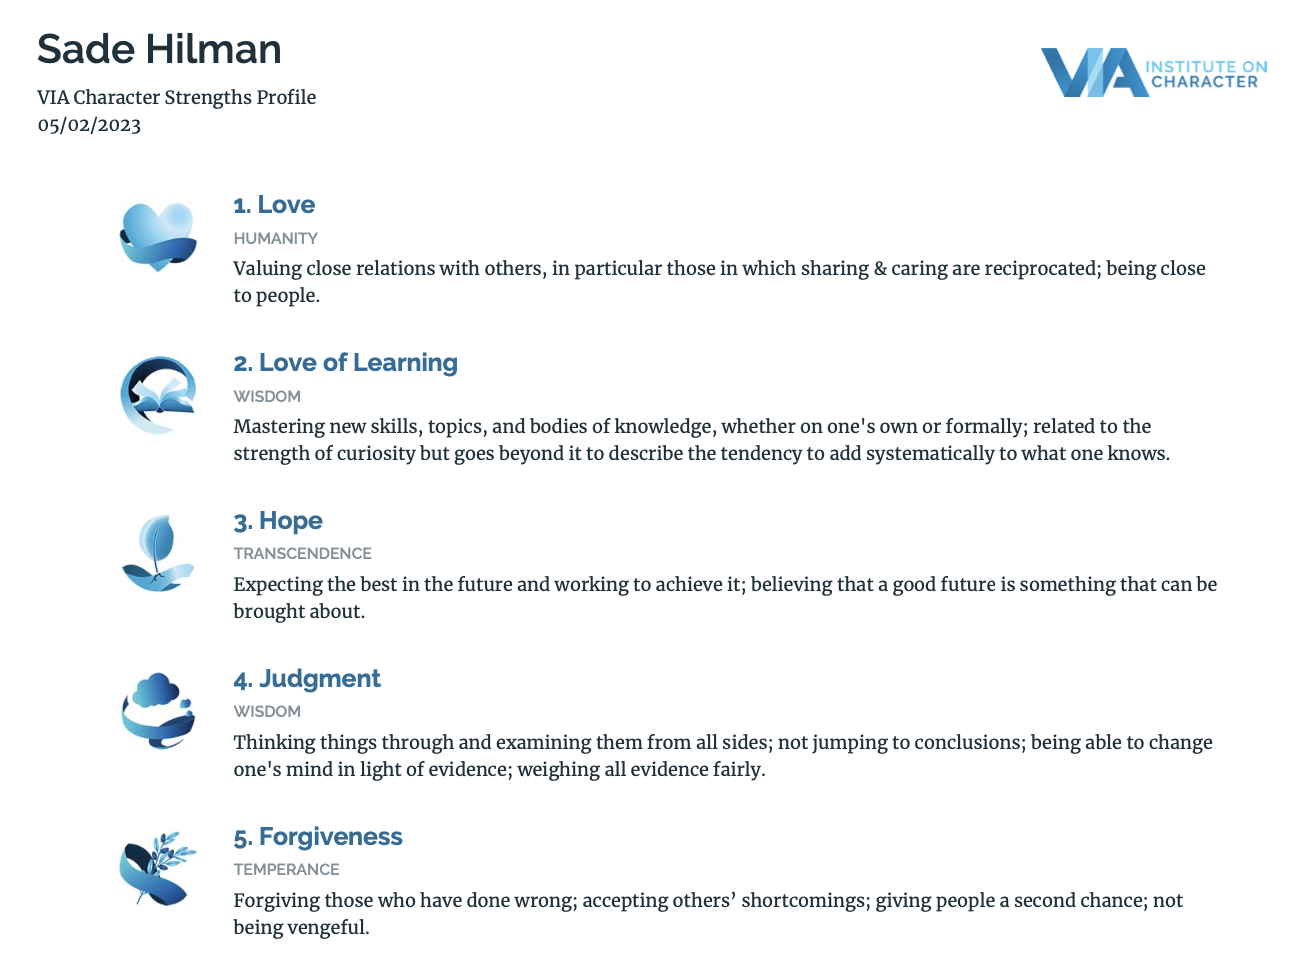 Sade Hilman
VIA Character Strengths Profile
05/02/2023
VIA INSTITUTE ON
CHARACTER
1. Love
HUMANITY
Valuing close relations with others, in particular those in which sharing & caring are reciprocated; being close
to people.
2. Love of Learning
WISDOM
Mastering new skills, topics, and bodies of knowledge, whether on one's own or formally; related to the
strength of curiosity but goes beyond it to describe the tendency to add systematically to what one knows.
3. Hope
TRANSCENDENCE
Expecting the best in the future and working to achieve it; believing that a good future is something that can be
brought about.
4. Judgment
WISDOM
Thinking things through and examining them from all sides; not jumping to conclusions; being able to change
one's mind in light of evidence; weighing all evidence fairly.
5. Forgiveness
TEMPERANCE
Forgiving those who have done wrong; accepting others’ shortcomings; giving people a second chance; not
being vengeful.